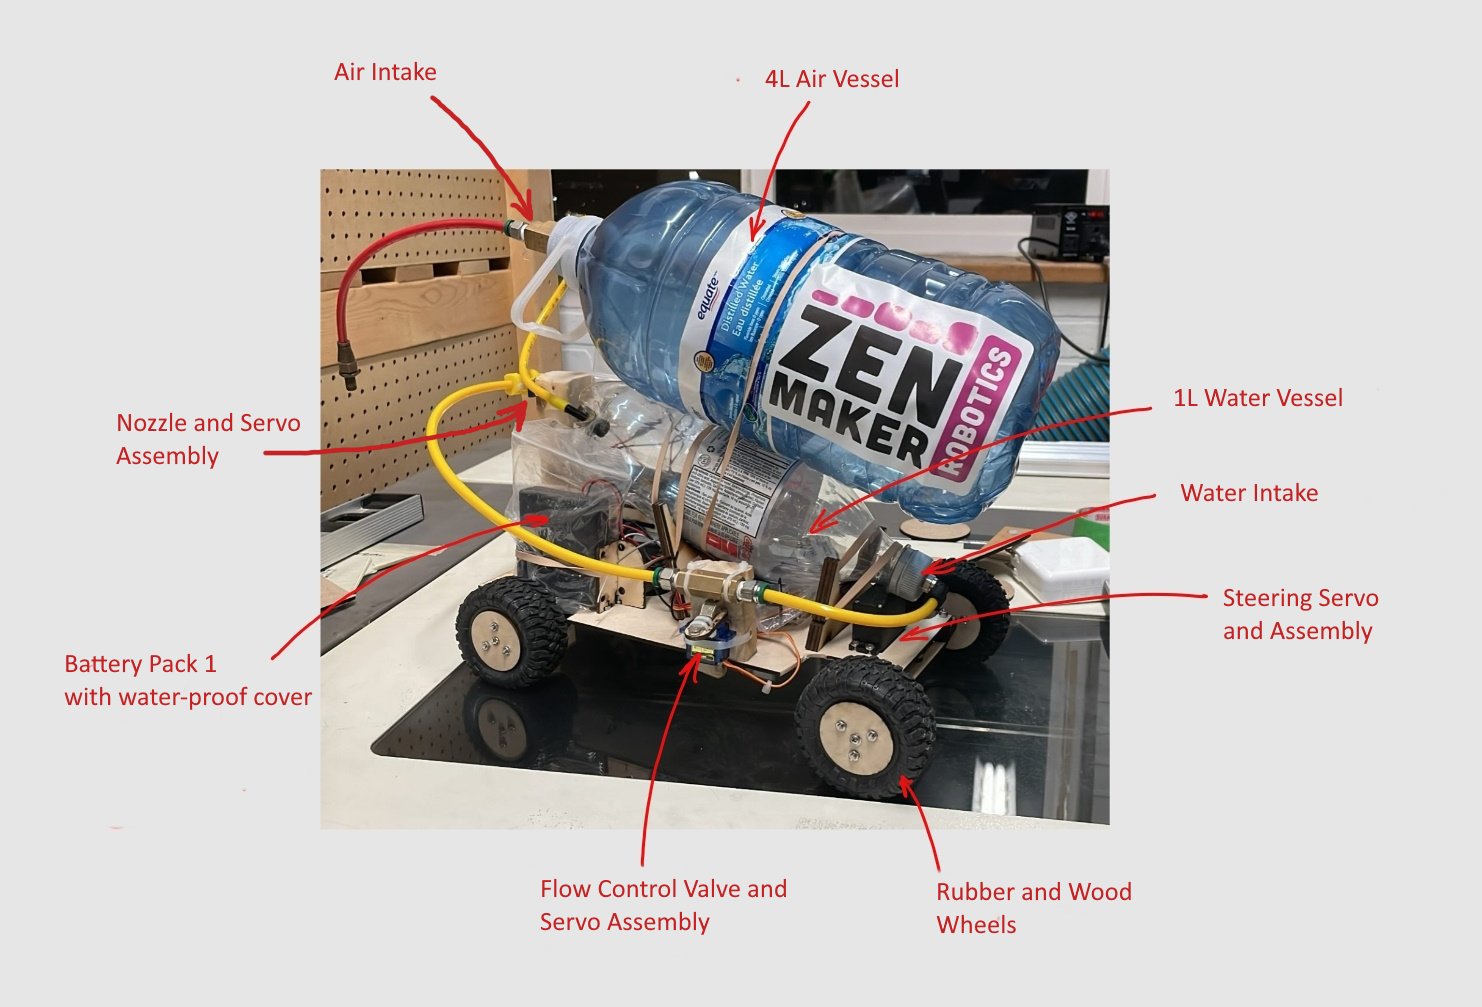 Air Intake
4L Air Vessel
equate
Distilled Water
Eau distillée
ZEN
MAKER
ROBOTICS
1L Water Vessel
Nozzle and Servo
Assembly
Water Intake
Steering Servo
and Assembly
Battery Pack 1
with water-proof cover
Flow Control Valve and
Servo Assembly
Rubber and Wood
Wheels